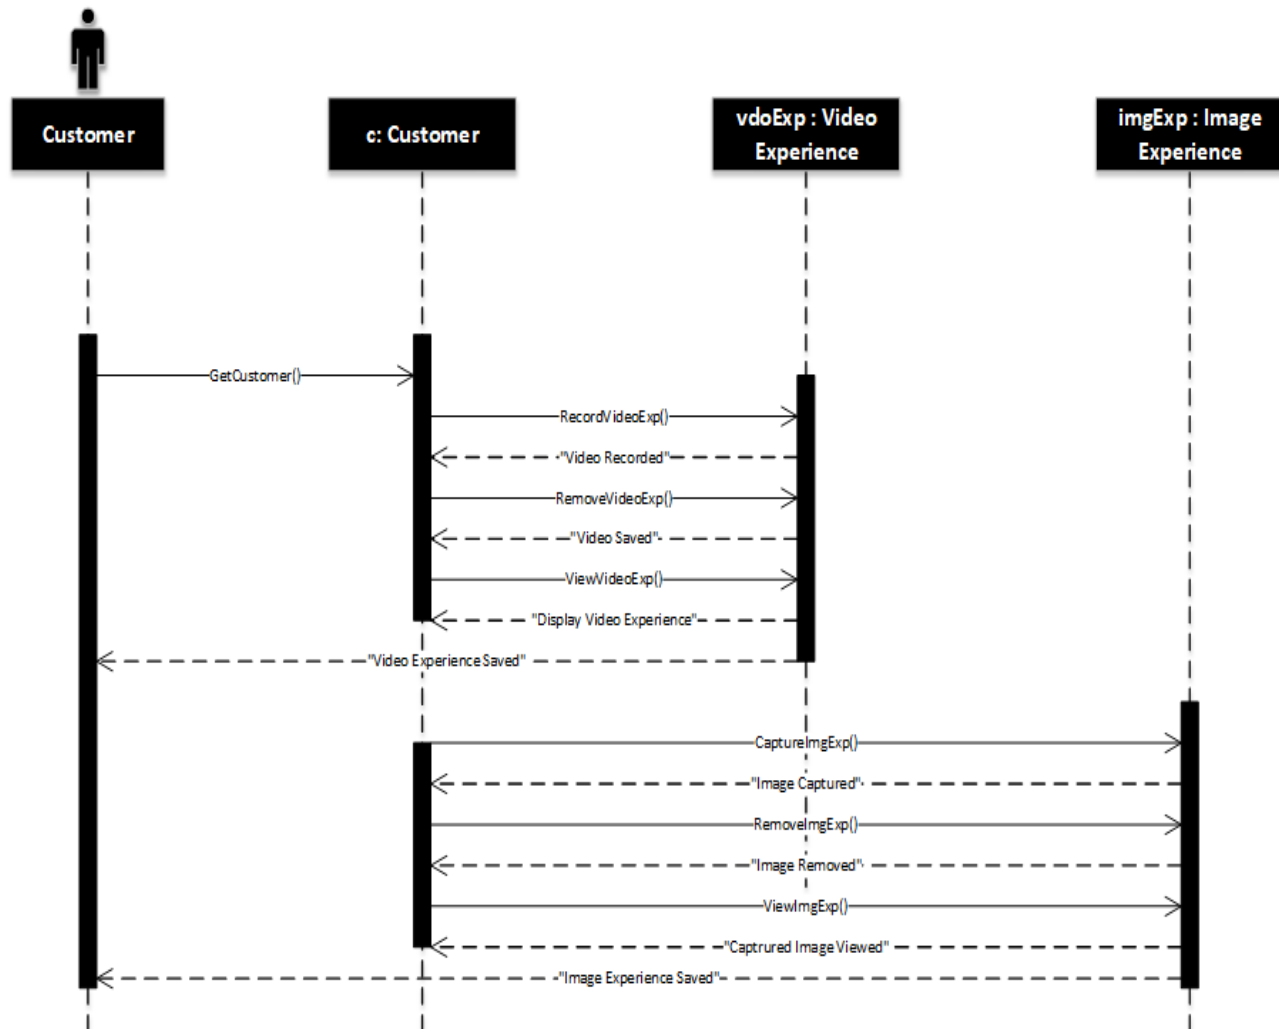 Customer
c: Customer
vdoExp : Video
Experience
imgExp : Image
Experience
GetCustomer()
RecordVideoExp()
"Video Recorded"
RemoveVideoExp()
"Video Saved"
ViewVideoExp()
"Display Video Experience"
"Video Experience Saved"
CaptureImgExp()
"Image Captured"
RemoveImgExp()
"Image Removed"
ViewImgExp()
"Captrured Image Viewed"
"Image Experience Saved"